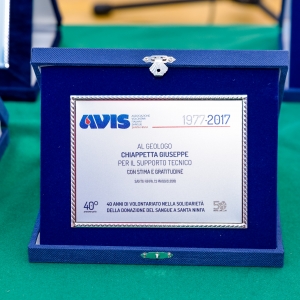 AVIS
1977-2017
AL GEOLOGO
CHIAPPETTA GIUSEPPE
PER IL SUPPORTO TECNICO
CON STIMA E GRATITUDINE
40°
40 ANNI DI VOLONTARIATO NELLA SOLIDARIETÀ
DELLA DONAZIONE DEL SANGUE A SANTA NINFA